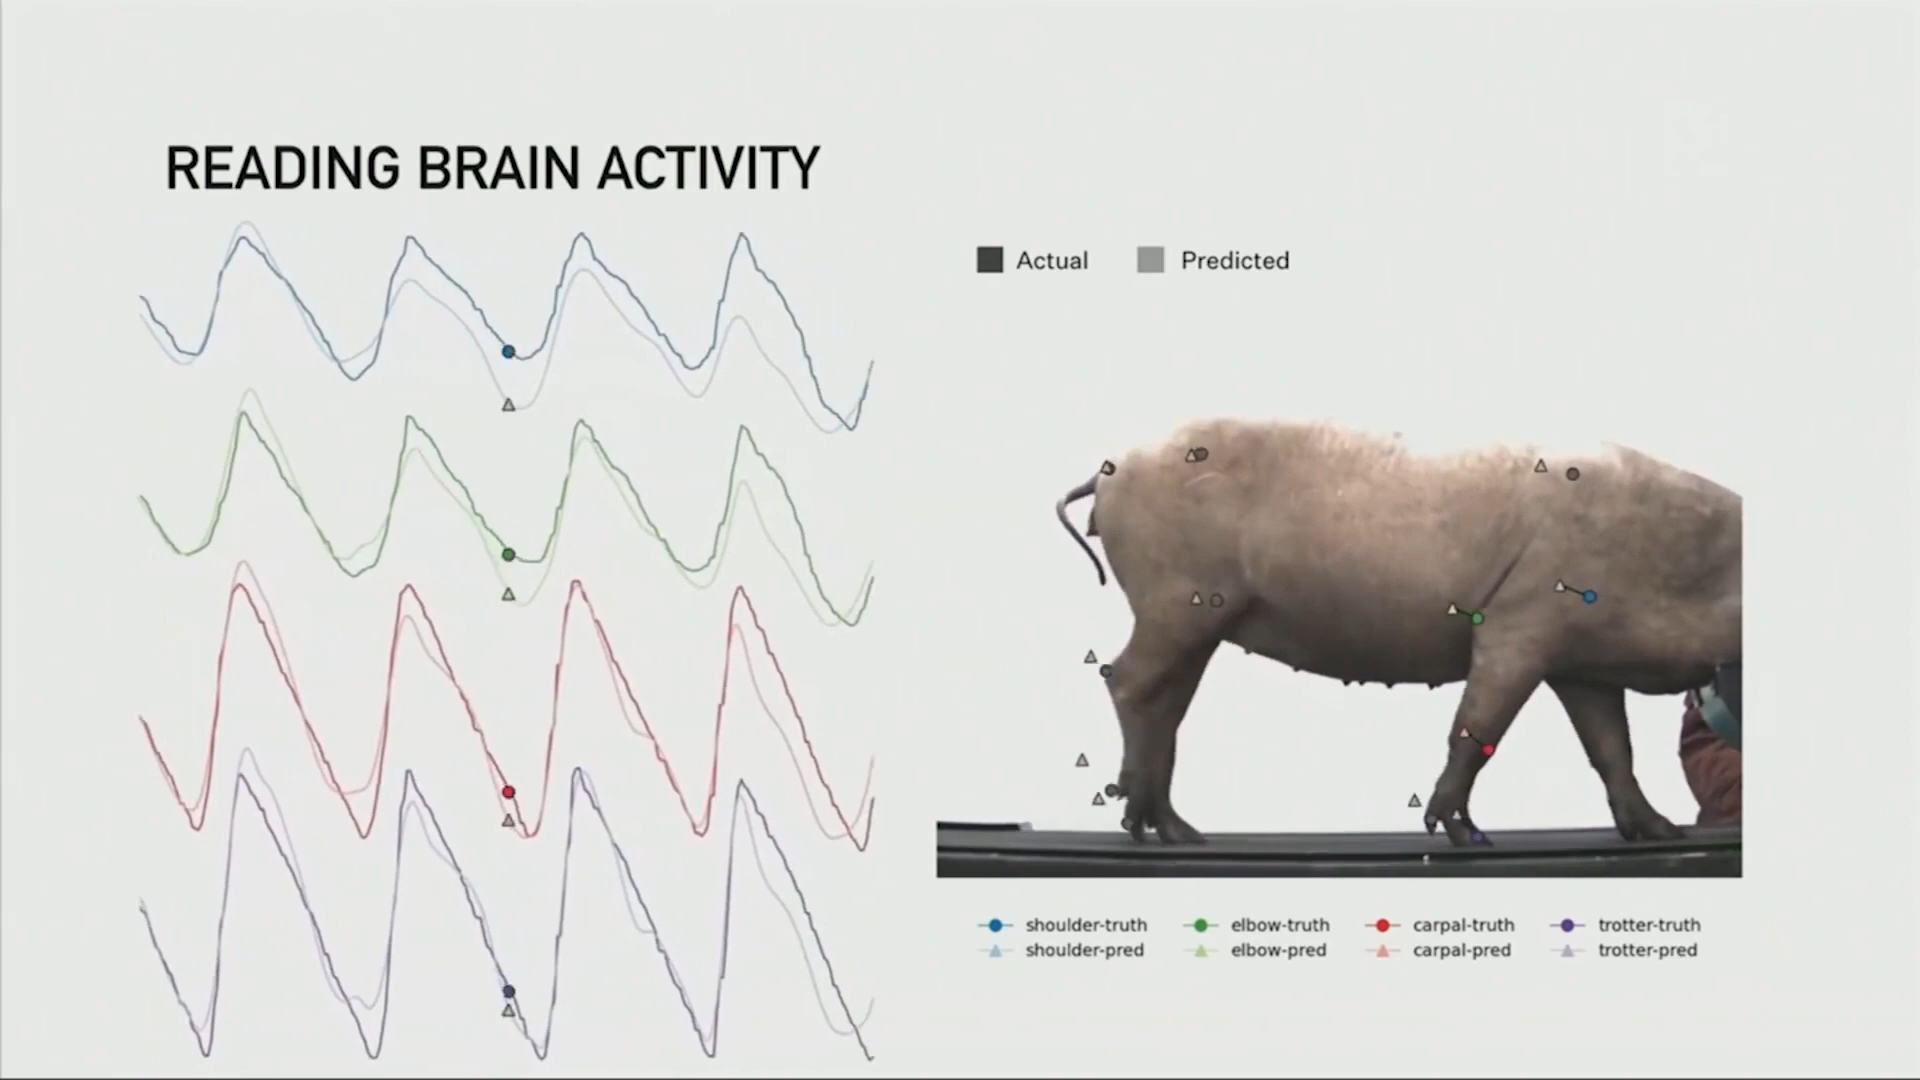 READING BRAIN ACTIVITY
Actual Predicted
shoulder-truth elbow-truth carpal-truth trotter-truth
shoulder-pred elbow-pred carpal-pred trotter-pred